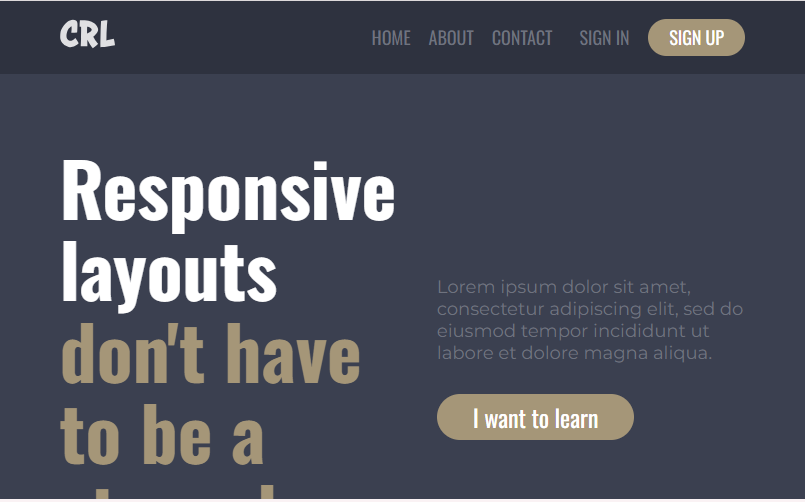 CRL
HOME ABOUT CONTACT SIGN IN SIGN UP
Responsive
layouts
don't have
to be a
Lorem ipsum dolor sit amet,
consectetur adipiscing elit, sed do
eiusmod tempor incididunt ut
labore et dolore magna aliqua.
I want to learn